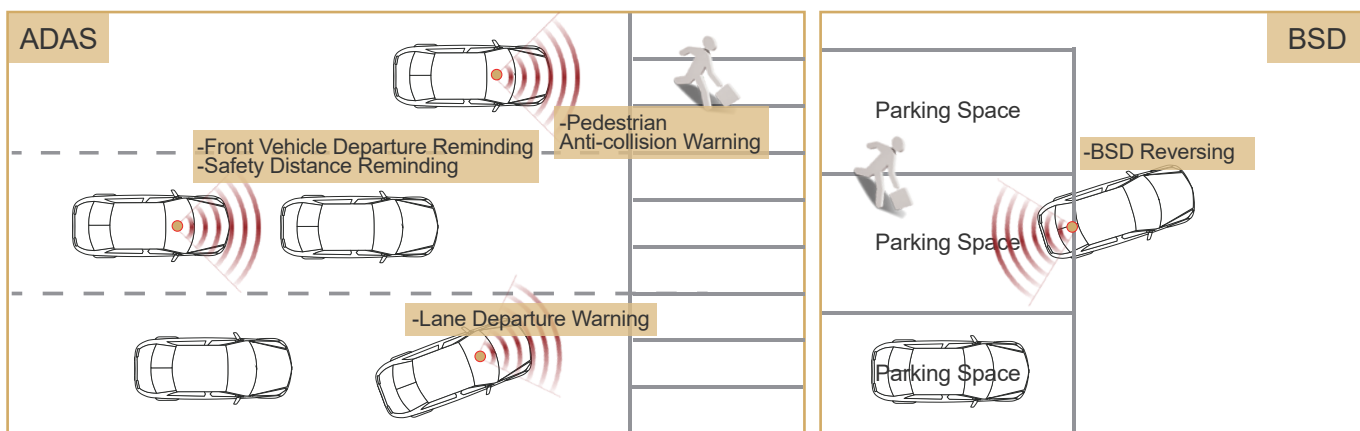 ADAS
-Front Vehicle Departure Reminding
-Safety Distance Reminding
-Pedestrian
Anti-collision Warning
-Lane Departure Warning
BSD
Parking Space
-BSD Reversing
Parking Space
Parking Space